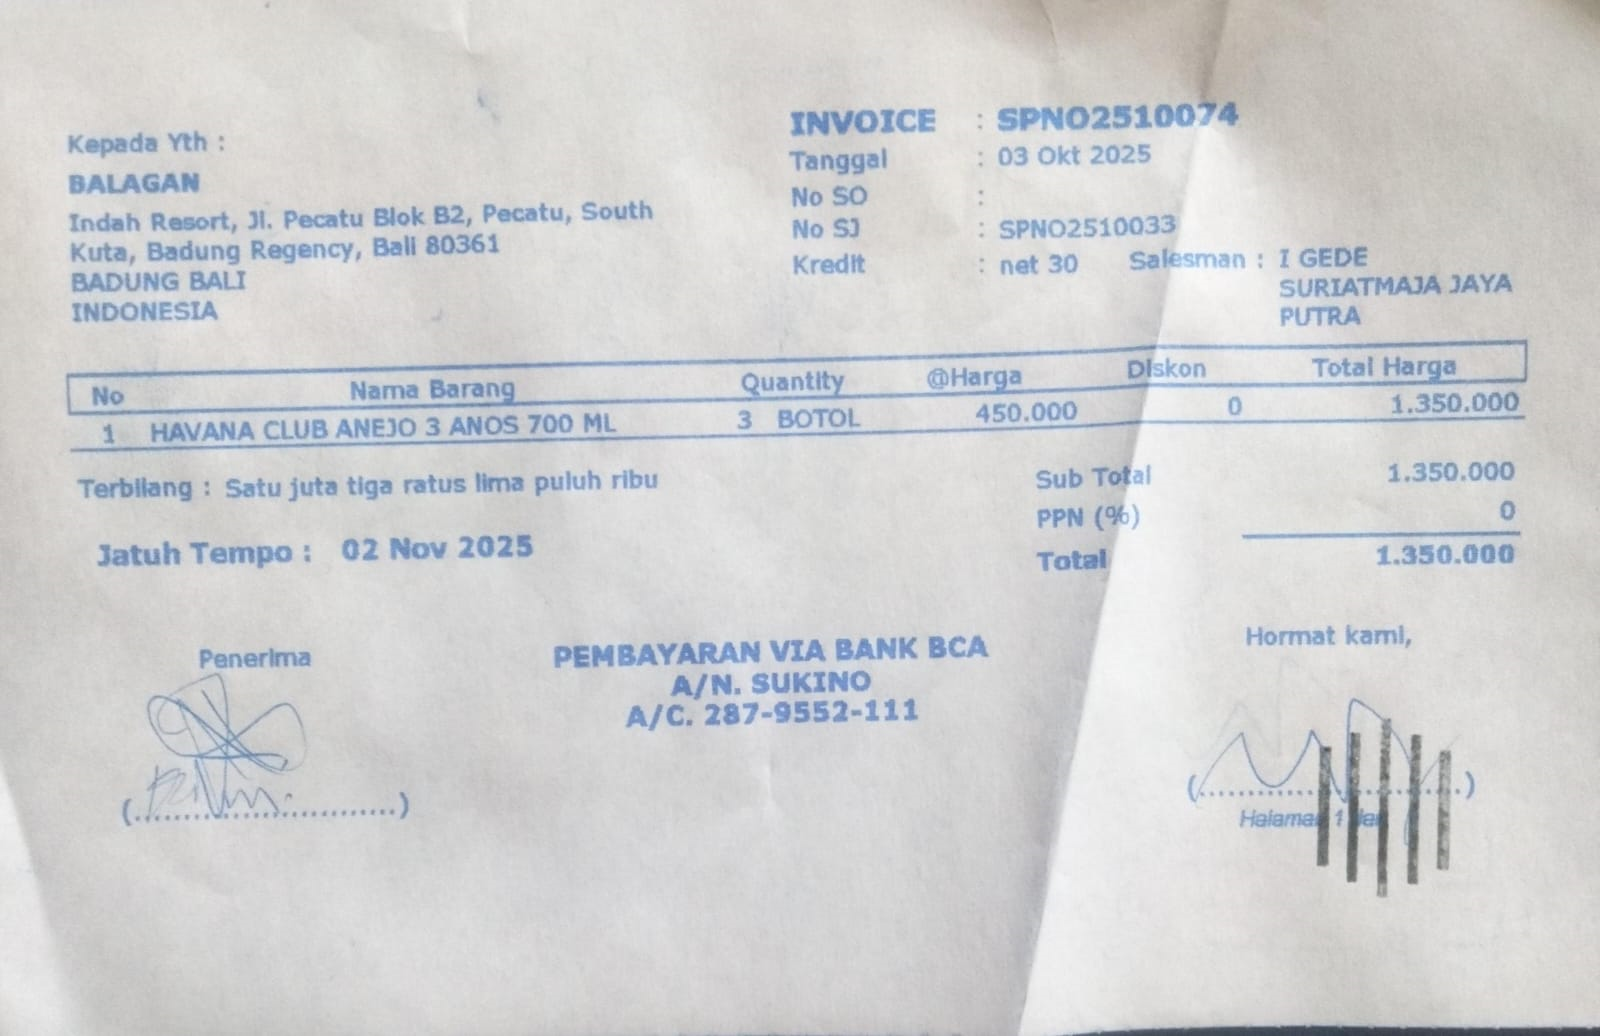 Kepada Yth :
BALAGAN
Indah Resort, Jl. Pecatu Blok B2, Pecatu, South
Kuta, Badung Regency, Bali 80361
BADUNG BALI
INDONESIA
INVOICE : SPNO2510074
Tanggal : 03 Okt 2025
No SO :
No SJ : SPNO2510033
Kredit : net 30 Salesman : I GEDE
SURIATMAJA JAYA
PUTRA
No Nama Barang Quantity @Harga Diskon Total Harga
1 HAVANA CLUB ANEJO 3 ANOS 700 ML 3 BOTOL 450.000 0 1.350.000
Terbilang : Satu juta tiga ratus lima puluh ribu
Sub Total 1.350.000
PPN (%) 0
Total 1.350.000
Jatuh Tempo : 02 Nov 2025
Penerima
(..............................)
PEMBAYARAN VIA BANK BCA
A/N. SUKINO
A/C. 287-9552-111
Hormat kami,
(..............................)
Halaman 1